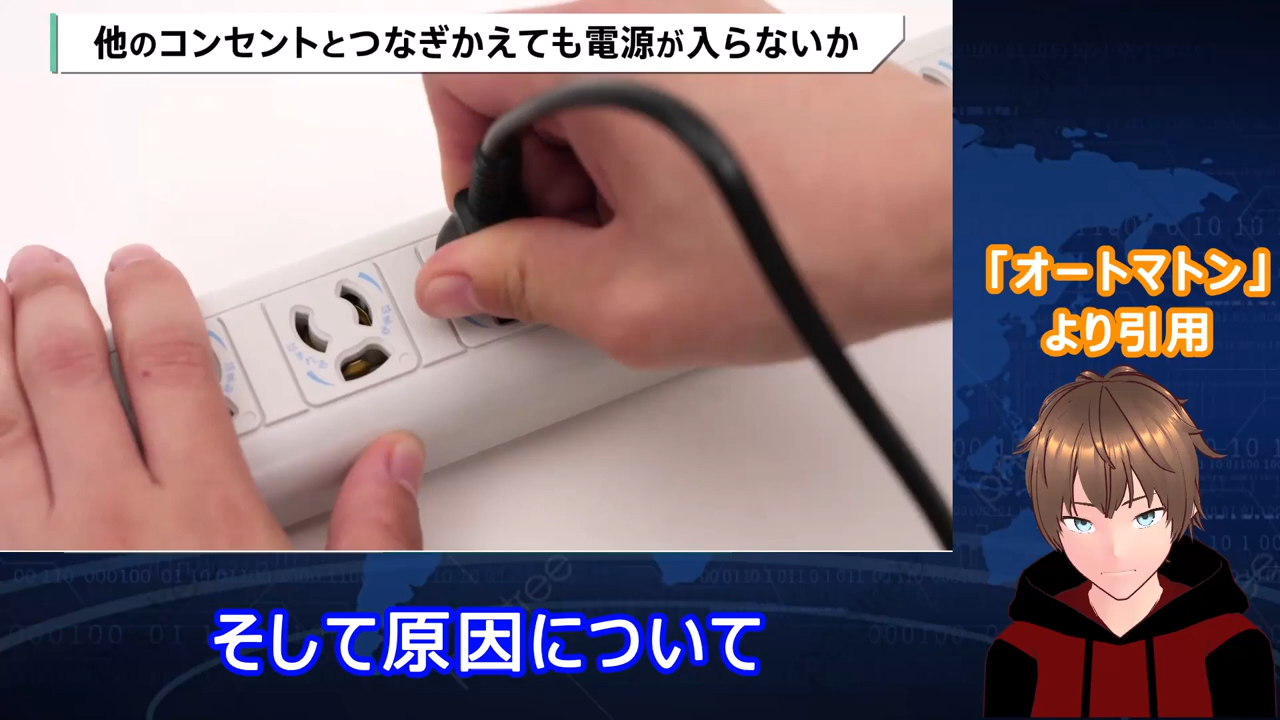 他のコンセントとつなぎかえても電源が入らないか
「オートマトン」
より引用
そして原因について